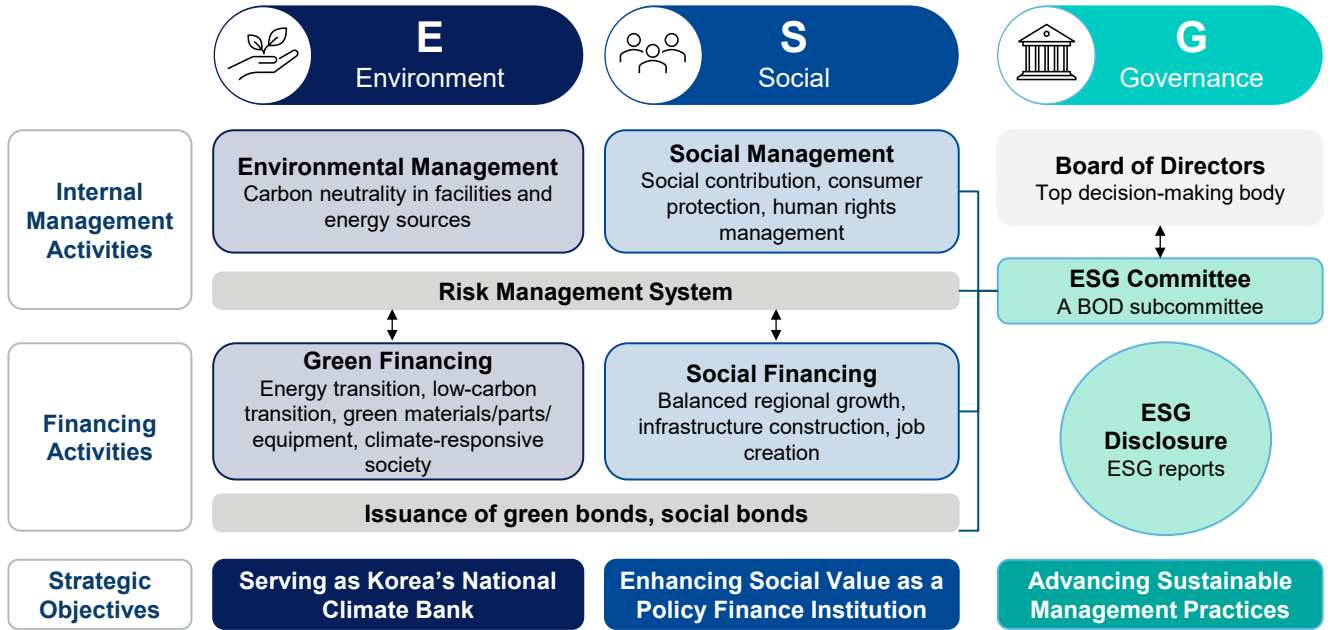 E
Environment
S
Social
G
Governance
Internal
Management
Activities
Environmental Management
Carbon neutrality in facilities and
energy sources
Social Management
Social contribution, consumer
protection, human rights
management
Board of Directors
Top decision-making body
Risk Management System
ESG Committee
A BOD subcommittee
Financing
Activities
Green Financing
Energy transition, low-carbon
transition, green materials/parts/
equipment, climate-responsive
society
Social Financing
Balanced regional growth,
infrastructure construction, job
creation
ESG
Disclosure
ESG reports
Issuance of green bonds, social bonds
Strategic
Objectives
Serving as Korea’s National
Climate Bank
Enhancing Social Value as a
Policy Finance Institution
Advancing Sustainable
Management Practices